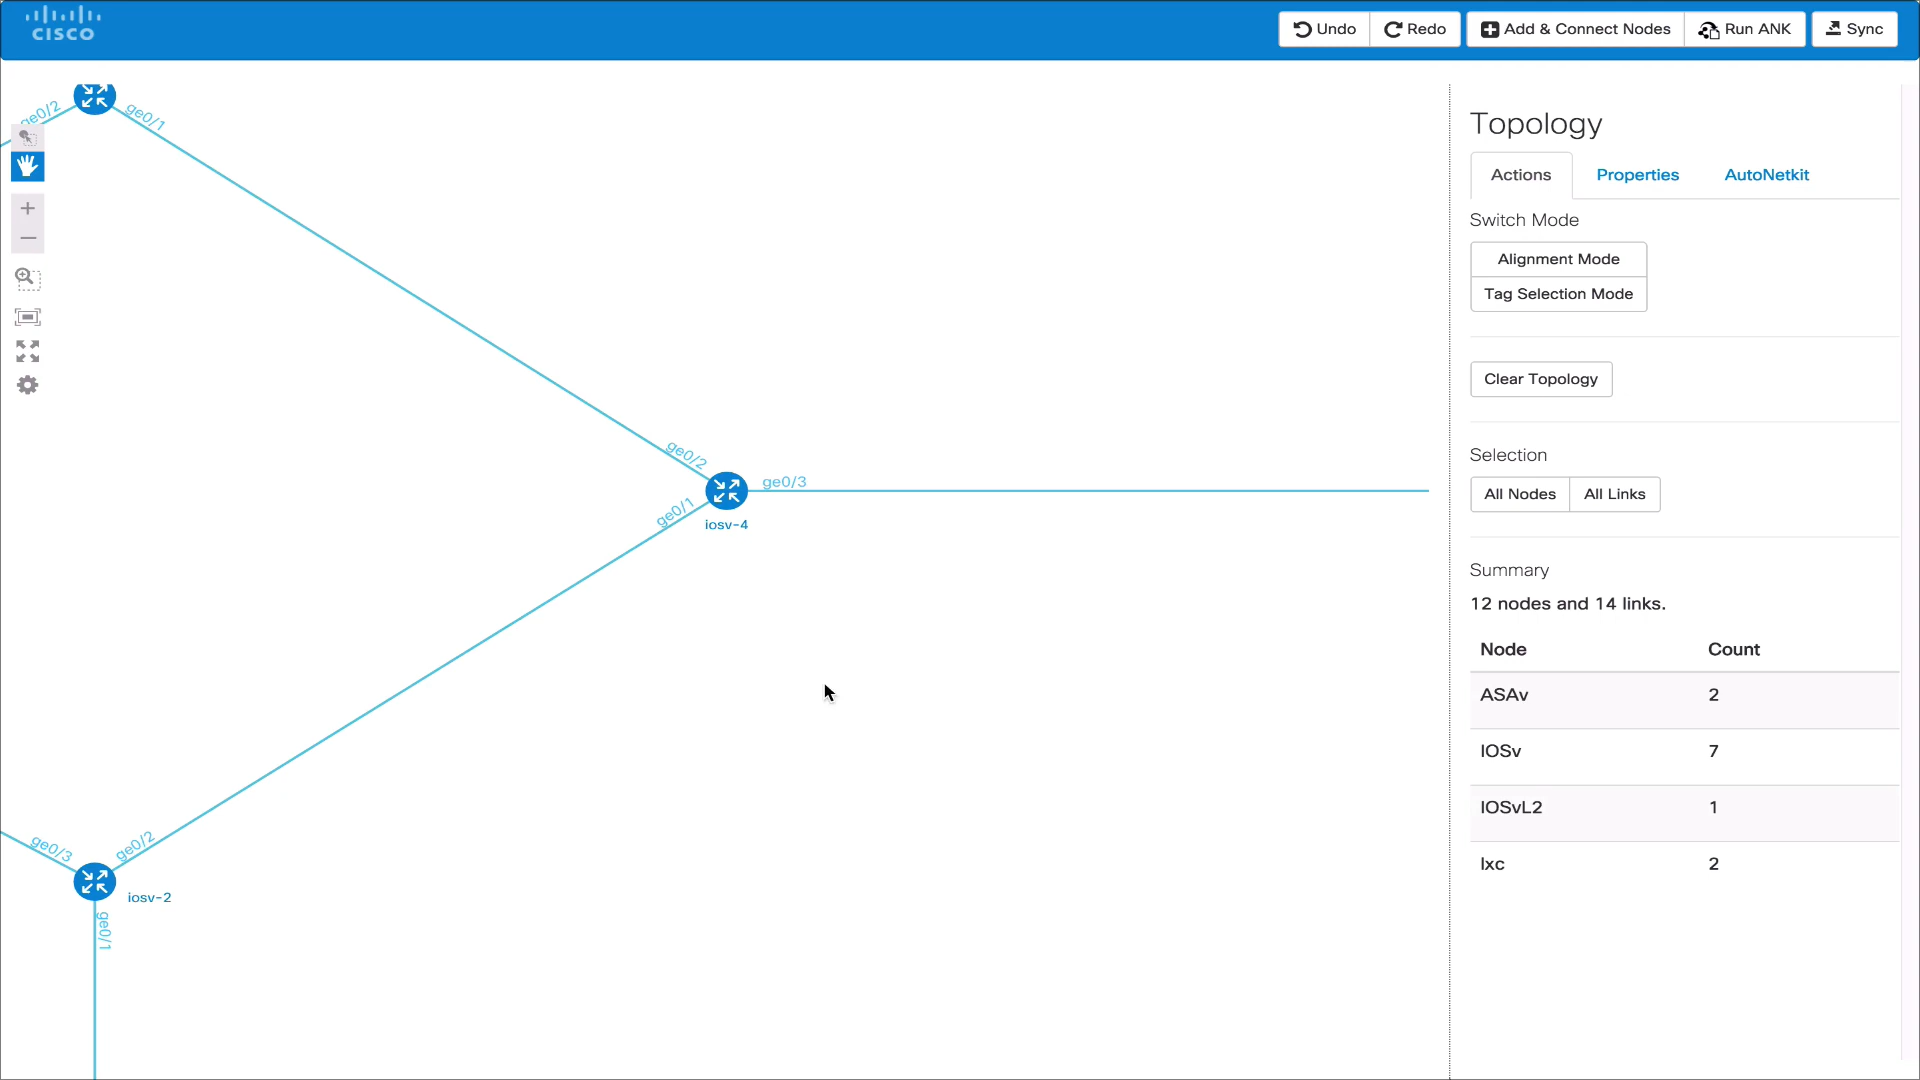 CISCO
Undo
Redo
Add & Connect Nodes
Run ANK
Sync
ge0/2
ge0/1
ge0/2
ge0/3
ge0/1
iosv-4
ge0/3
ge0/2
iosv-2
ge0/1
Topology
Actions
Properties
AutoNetkit
Switch Mode
Alignment Mode
Tag Selection Mode
Clear Topology
Selection
All Nodes
All Links
Summary
12 nodes and 14 links.
Node Count
ASAv 2
IOSv 7
IOSvL2 1
lxc 2